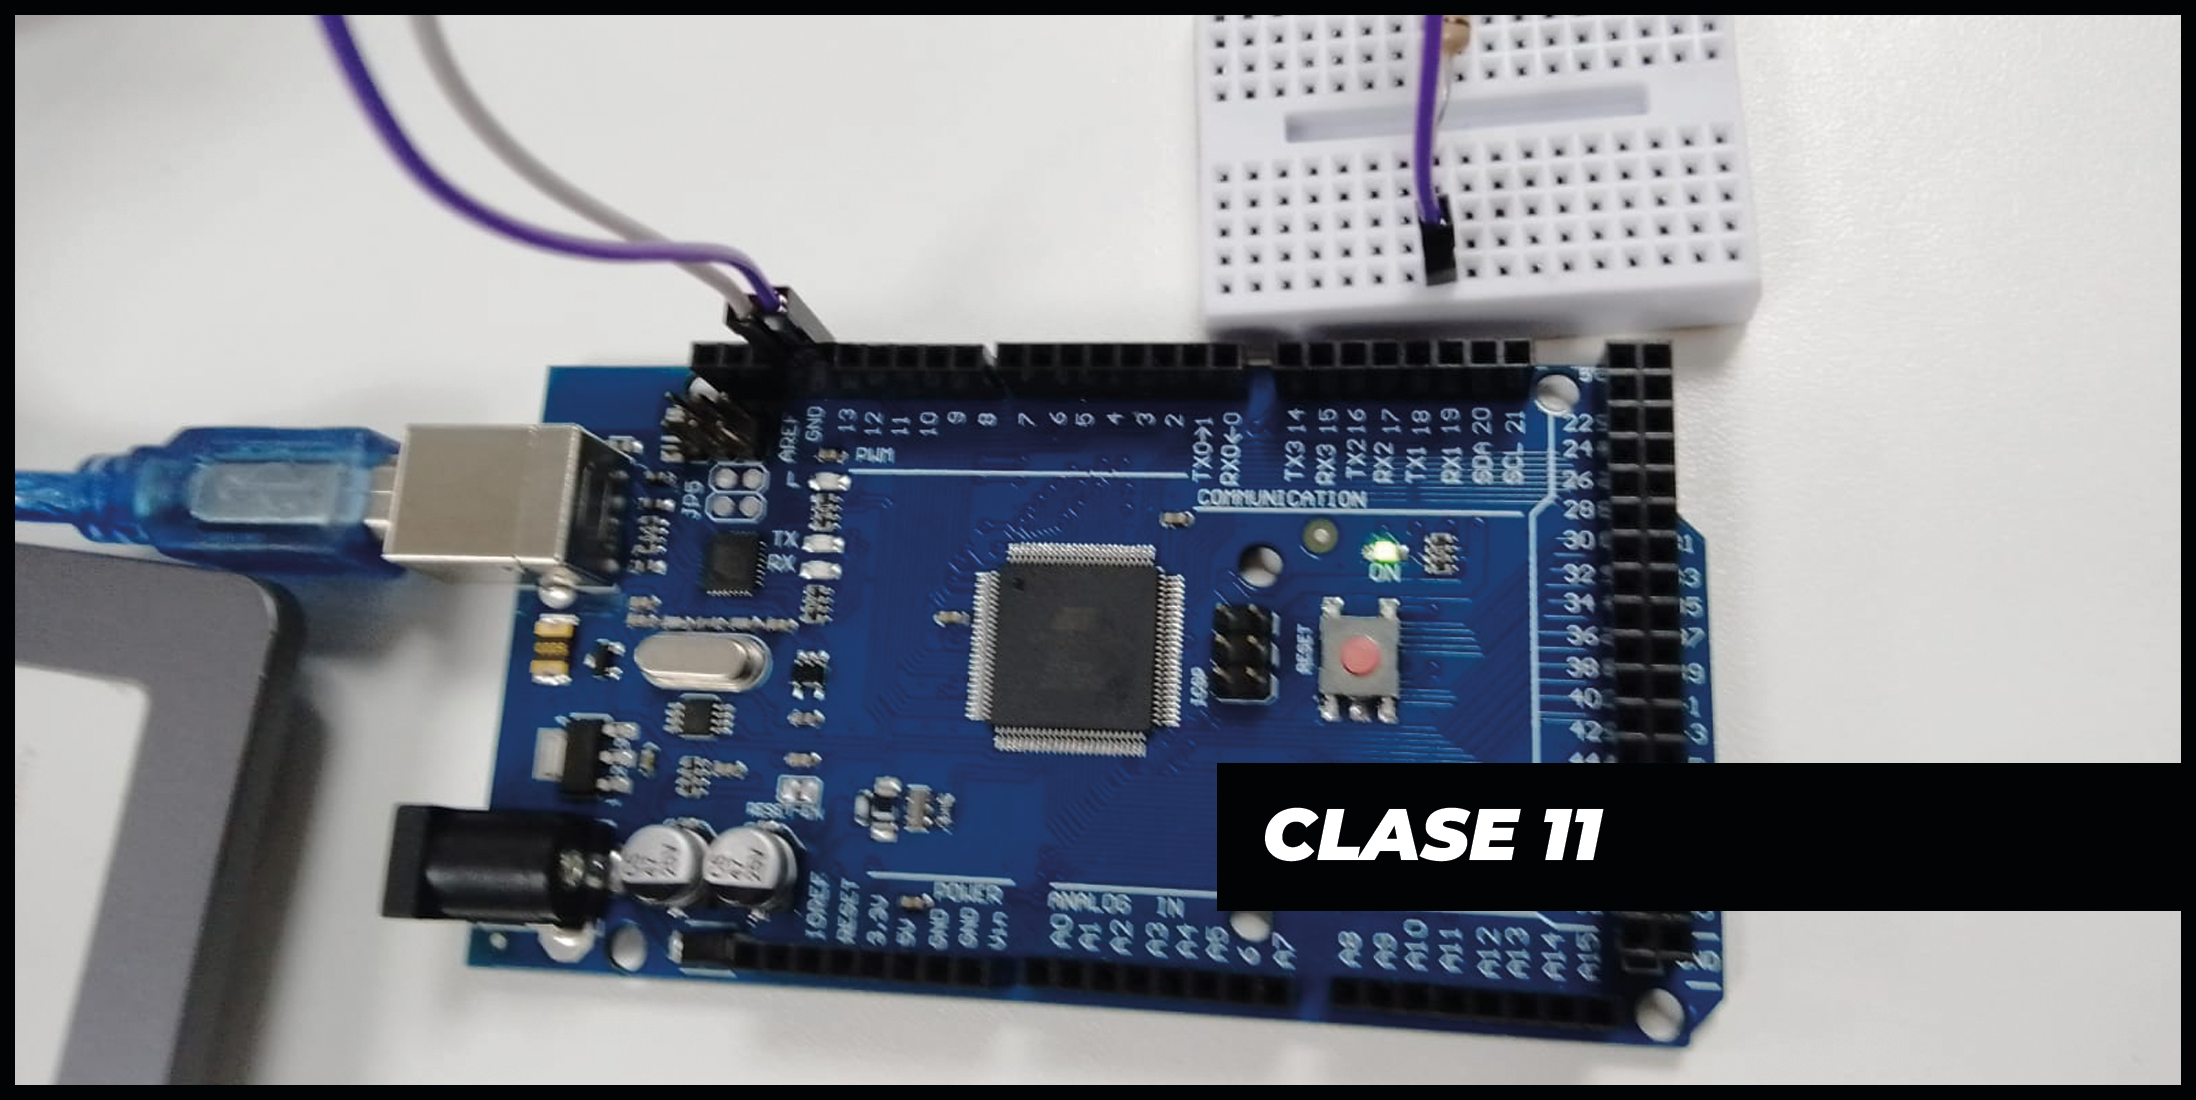 AREF
GND
13
12
11
10
9
8
7
6
5
4
3
2
TX0→1
RX0←0
TX3 14
RX3 15
TX2 16
RX2 17
TX1 18
RX1 19
SDA 20
SCL 21
PWM
L
JP5
TX
RX
COMMUNICATION
ON
RESET
22
24
26
28
30
32
34
36
38
40
42
CLASE 11
POWER
RESET
3.3V
5V
GND
GND
Vin
ANALOG IN
A0
A1
A2
A3
A4
A5
6
A7
A8
A9
A10
A11
A12
A13
A14
A15